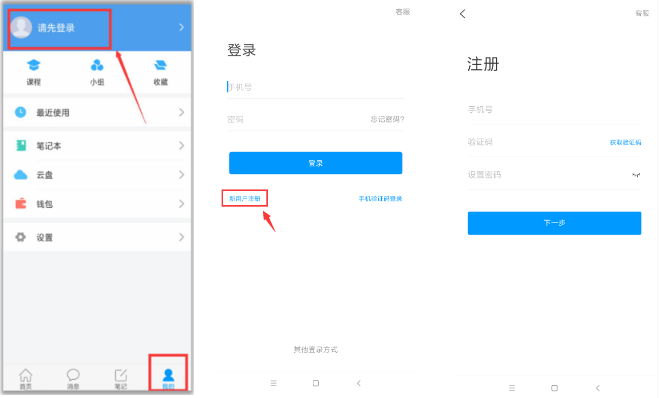 请先登录
课程
小组
收藏
最近使用
笔记本
云盘
钱包
设置
首页
消息
笔记
我的
客服
登录
手机号
密码
忘记密码?
登录
新用户注册
手机验证码登录
其他登录方式
客服
注册
手机号
验证码
获取验证码
设置密码
下一步